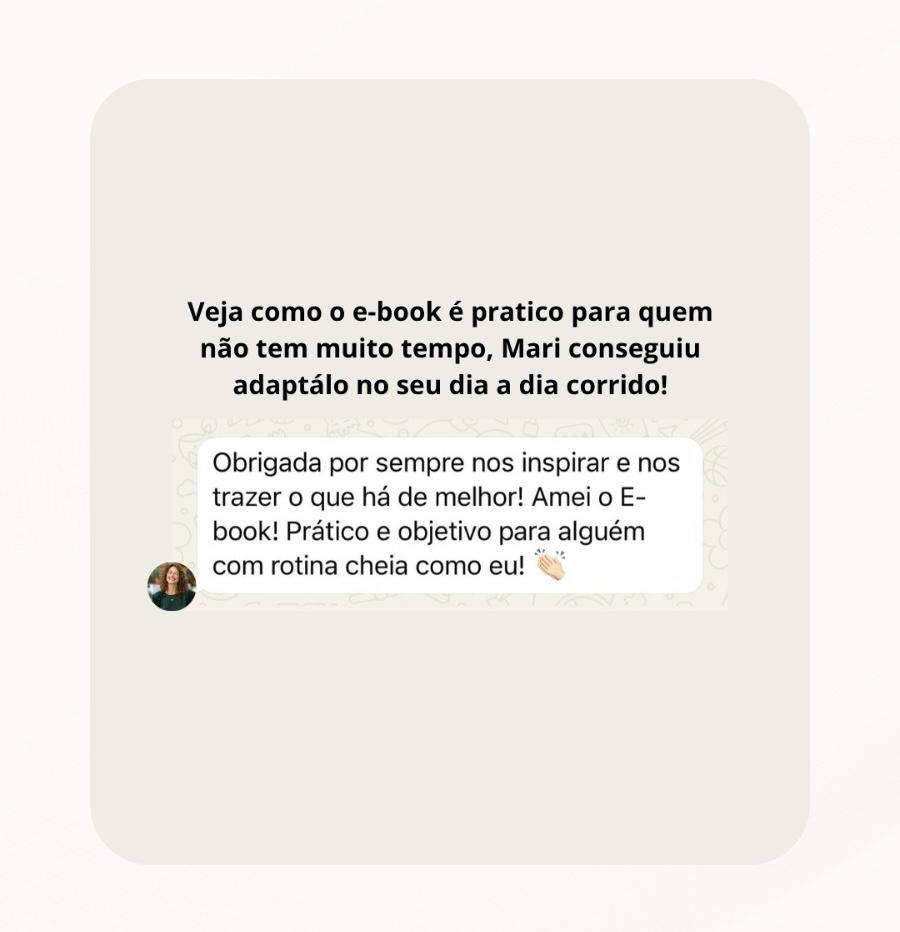 Veja como o e-book é pratico para quem
não tem muito tempo, Mari conseguiu
adaptálo no seu dia a dia corrido!
Obrigada por sempre nos inspirar e nos
trazer o que há de melhor! Amei o E-
book! Prático e objetivo para alguém
com rotina cheia como eu! 👏🏻